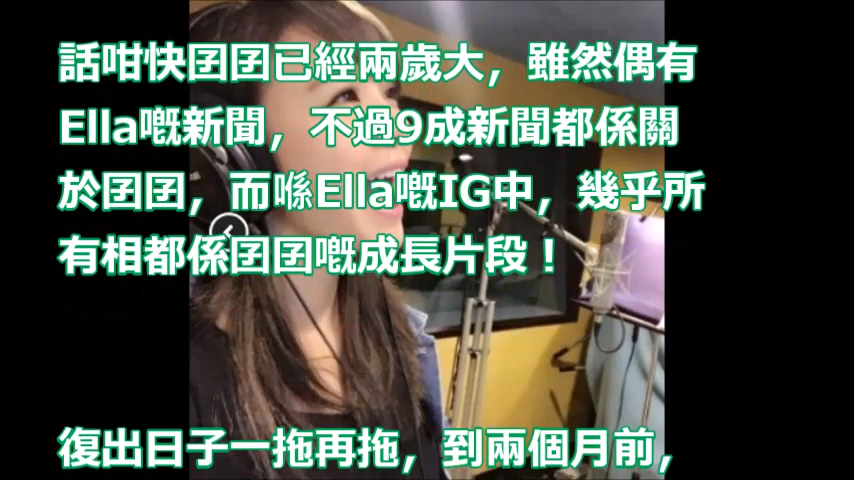 話咁快囝囝已經兩歲大，雖然偶有
Ella嘅新聞，不過9成新聞都係關
於囝囝，而喺Ella嘅IG中，幾乎所
有相都係囝囝嘅成長片段！
復出日子一拖再拖，到兩個月前，